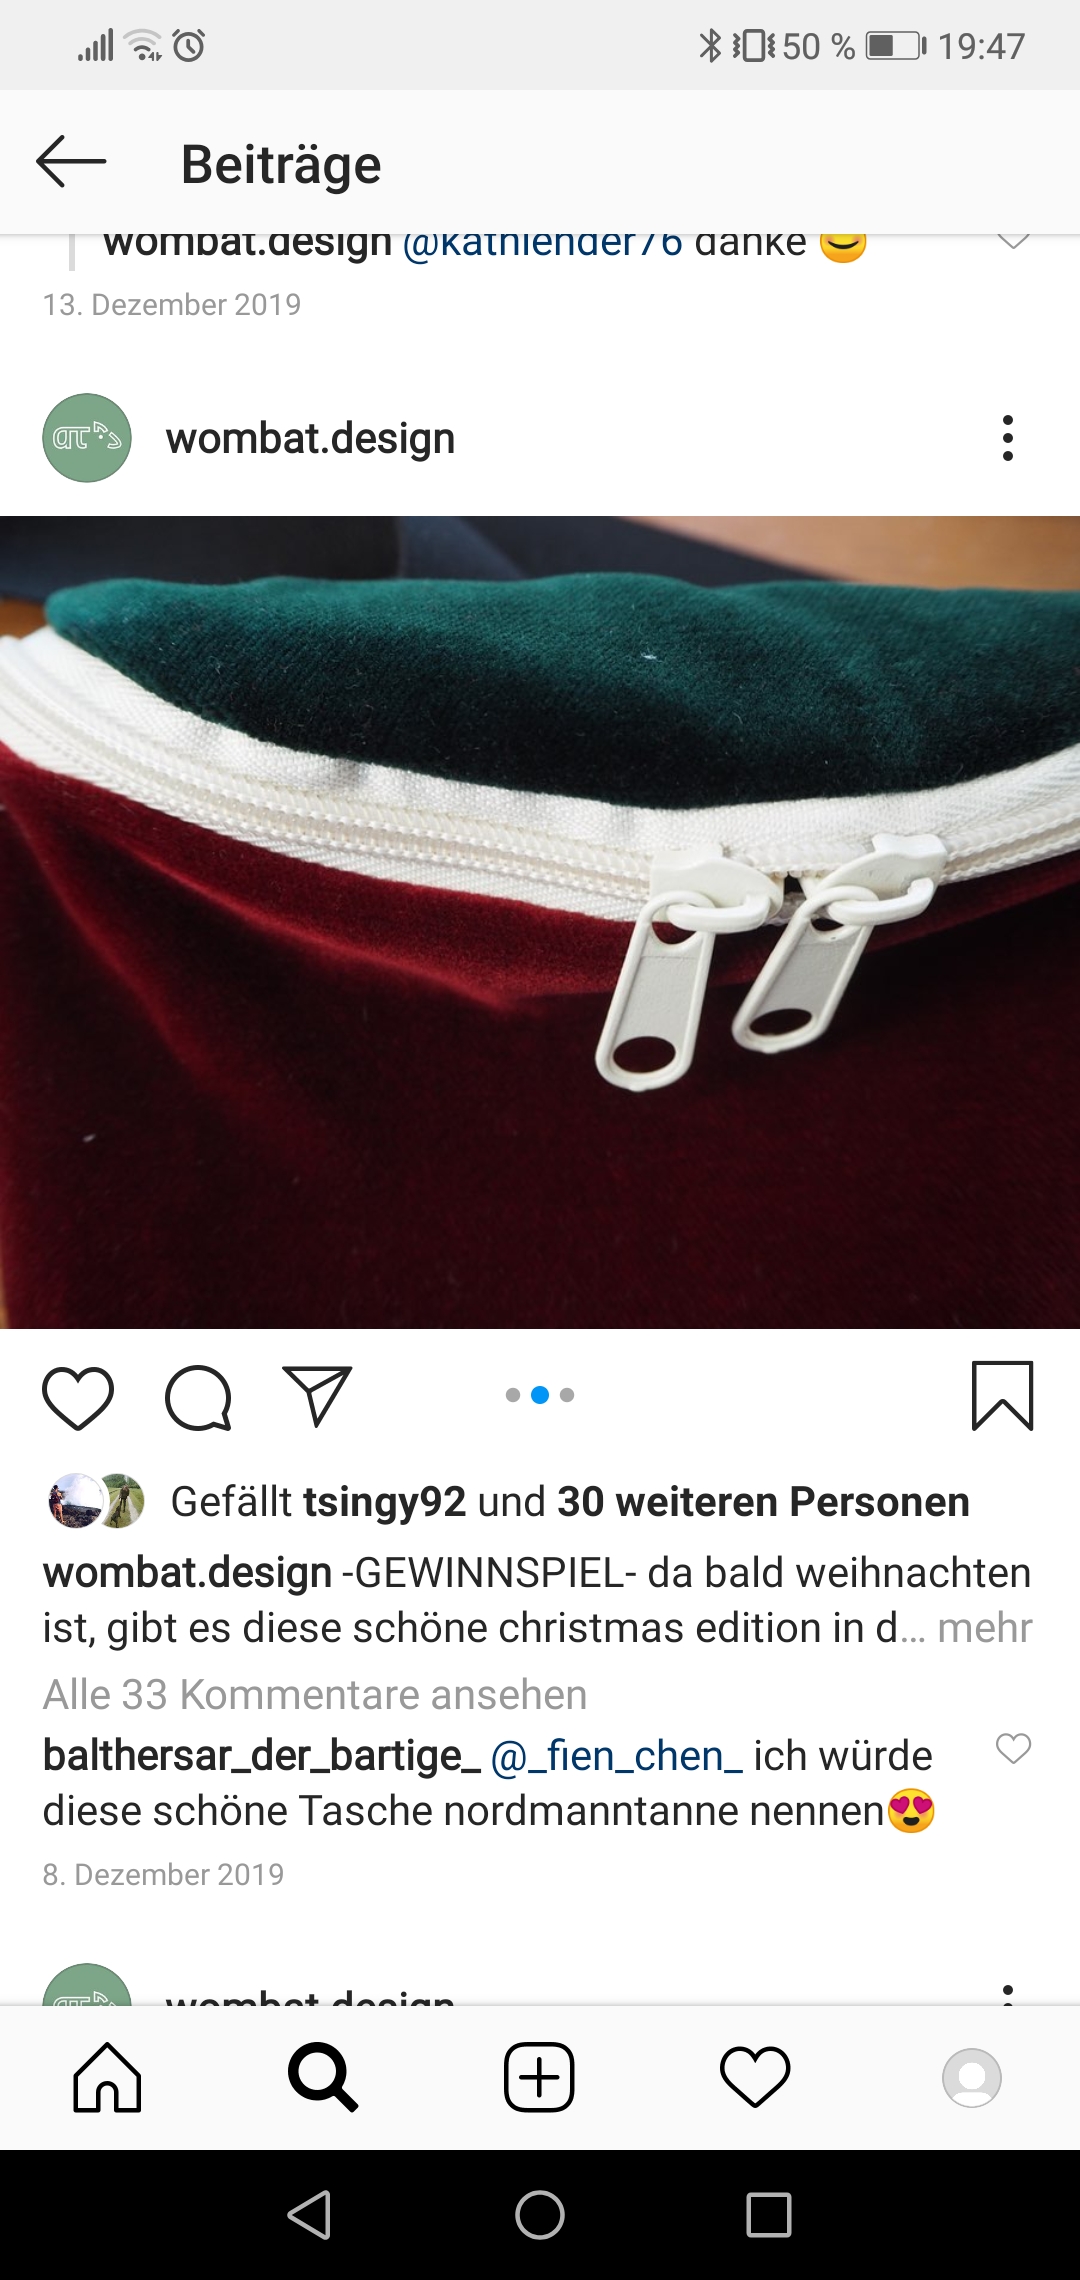 50 % 19:47
Beiträge
wombat.design @kathlender76 danke 😊
13. Dezember 2019
wombat.design
Gefällt tsingy92 und 30 weiteren Personen
wombat.design -GEWINNSPIEL- da bald weihnachten
ist, gibt es diese schöne christmas edition in d... mehr
Alle 33 Kommentare ansehen
balthersar_der_bartige_ @_fien_chen_ ich würde
diese schöne Tasche nordmanntanne nennen😍
8. Dezember 2019
wombat.design